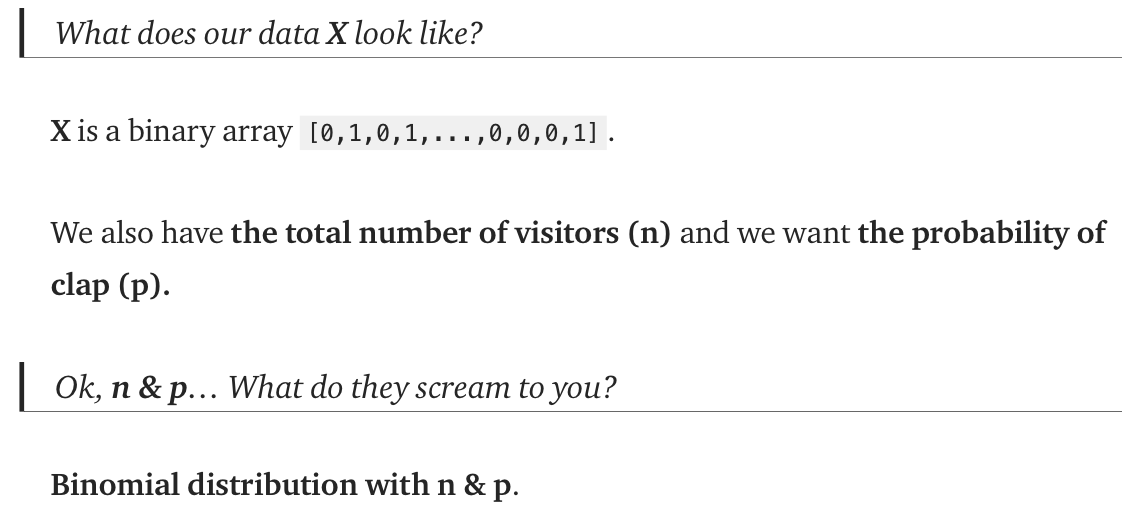 What does our data X look like?
X is a binary array [0,1,0,1,...,0,0,0,1].
We also have the total number of visitors (n) and we want the probability of
clap (p).
Ok, n & p… What do they scream to you?
Binomial distribution with n & p.